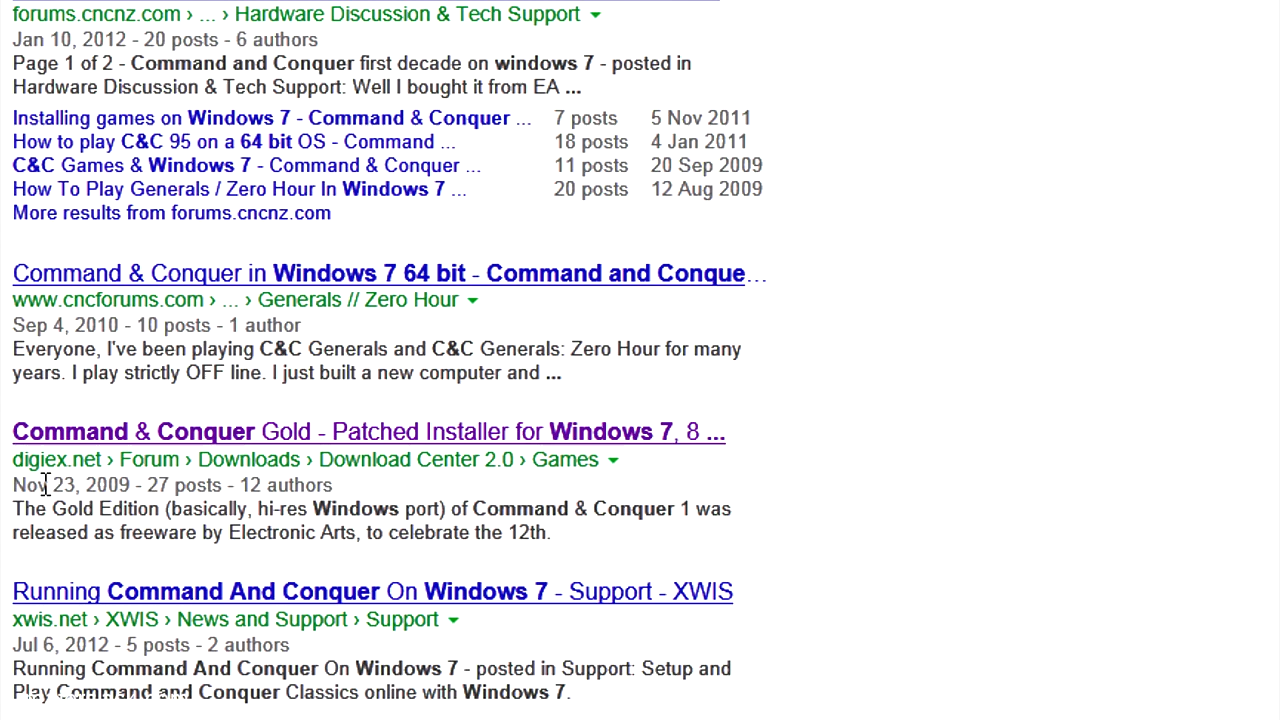 forums.cncnz.com › ... › Hardware Discussion & Tech Support
Jan 10, 2012 - 20 posts - 6 authors
Page 1 of 2 - Command and Conquer first decade on windows 7 - posted in
Hardware Discussion & Tech Support: Well I bought it from EA ...
Installing games on Windows 7 - Command & Conquer ... 7 posts 5 Nov 2011
How to play C&C 95 on a 64 bit OS - Command ... 18 posts 4 Jan 2011
C&C Games & Windows 7 - Command & Conquer ... 11 posts 20 Sep 2009
How To Play Generals / Zero Hour In Windows 7 ... 20 posts 12 Aug 2009
More results from forums.cncnz.com
Command & Conquer in Windows 7 64 bit - Command and Conque...
www.cncforums.com › ... › Generals // Zero Hour
Sep 4, 2010 - 10 posts - 1 author
Everyone, I've been playing C&C Generals and C&C Generals: Zero Hour for many
years. I play strictly OFF line. I just built a new computer and ...
Command & Conquer Gold - Patched Installer for Windows 7, 8 ...
digiex.net › Forum › Downloads › Download Center 2.0 › Games
Nov 23, 2009 - 27 posts - 12 authors
The Gold Edition (basically, hi-res Windows port) of Command & Conquer 1 was
released as freeware by Electronic Arts, to celebrate the 12th.
Running Command And Conquer On Windows 7 - Support - XWIS
xwis.net › XWIS › News and Support › Support
Jul 6, 2012 - 5 posts - 2 authors
Running Command And Conquer On Windows 7 - posted in Support: Setup and
Play Command and Conquer Classics online with Windows 7.